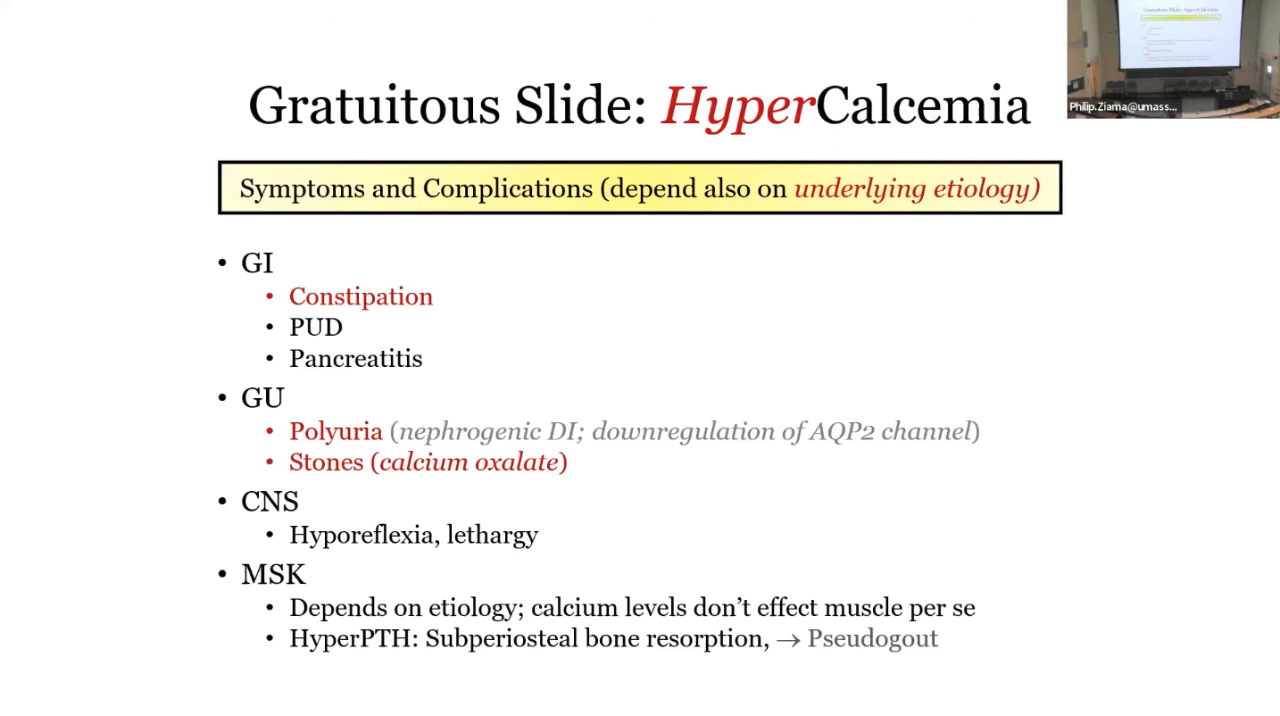 Gratuitous Slide: HyperCalcemia
Philip.Ziama@umass...
Symptoms and Complications (depend also on underlying etiology)
• GI
• Constipation
• PUD
• Pancreatitis
• GU
• Polyuria (nephrogenic DI; downregulation of AQP2 channel)
• Stones (calcium oxalate)
• CNS
• Hyporeflexia, lethargy
• MSK
• Depends on etiology; calcium levels don’t effect muscle per se
• HyperPTH: Subperiosteal bone resorption, → Pseudogout